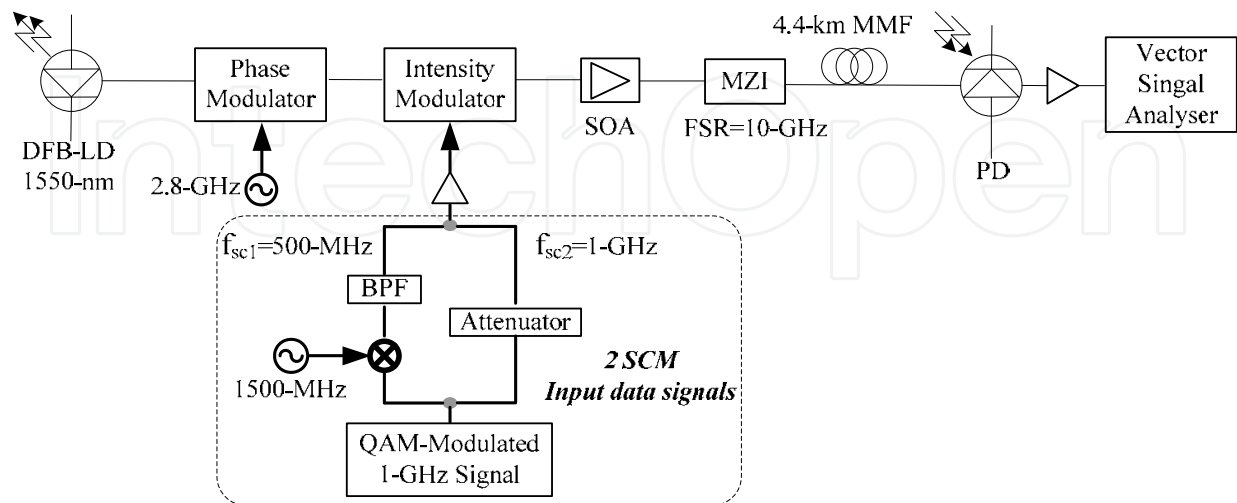 4.4-km MMF
Phase
Modulator
Intensity
Modulator
SOA
MZI
FSR=10-GHz
PD
Vector
Singal
Analyser
DFB-LD
1550-nm
2.8-GHz
f_sc1=500-MHz
f_sc2=1-GHz
BPF
Attenuator
1500-MHz
2 SCM
Input data signals
QAM-Modulated
1-GHz Signal
IntechOpen